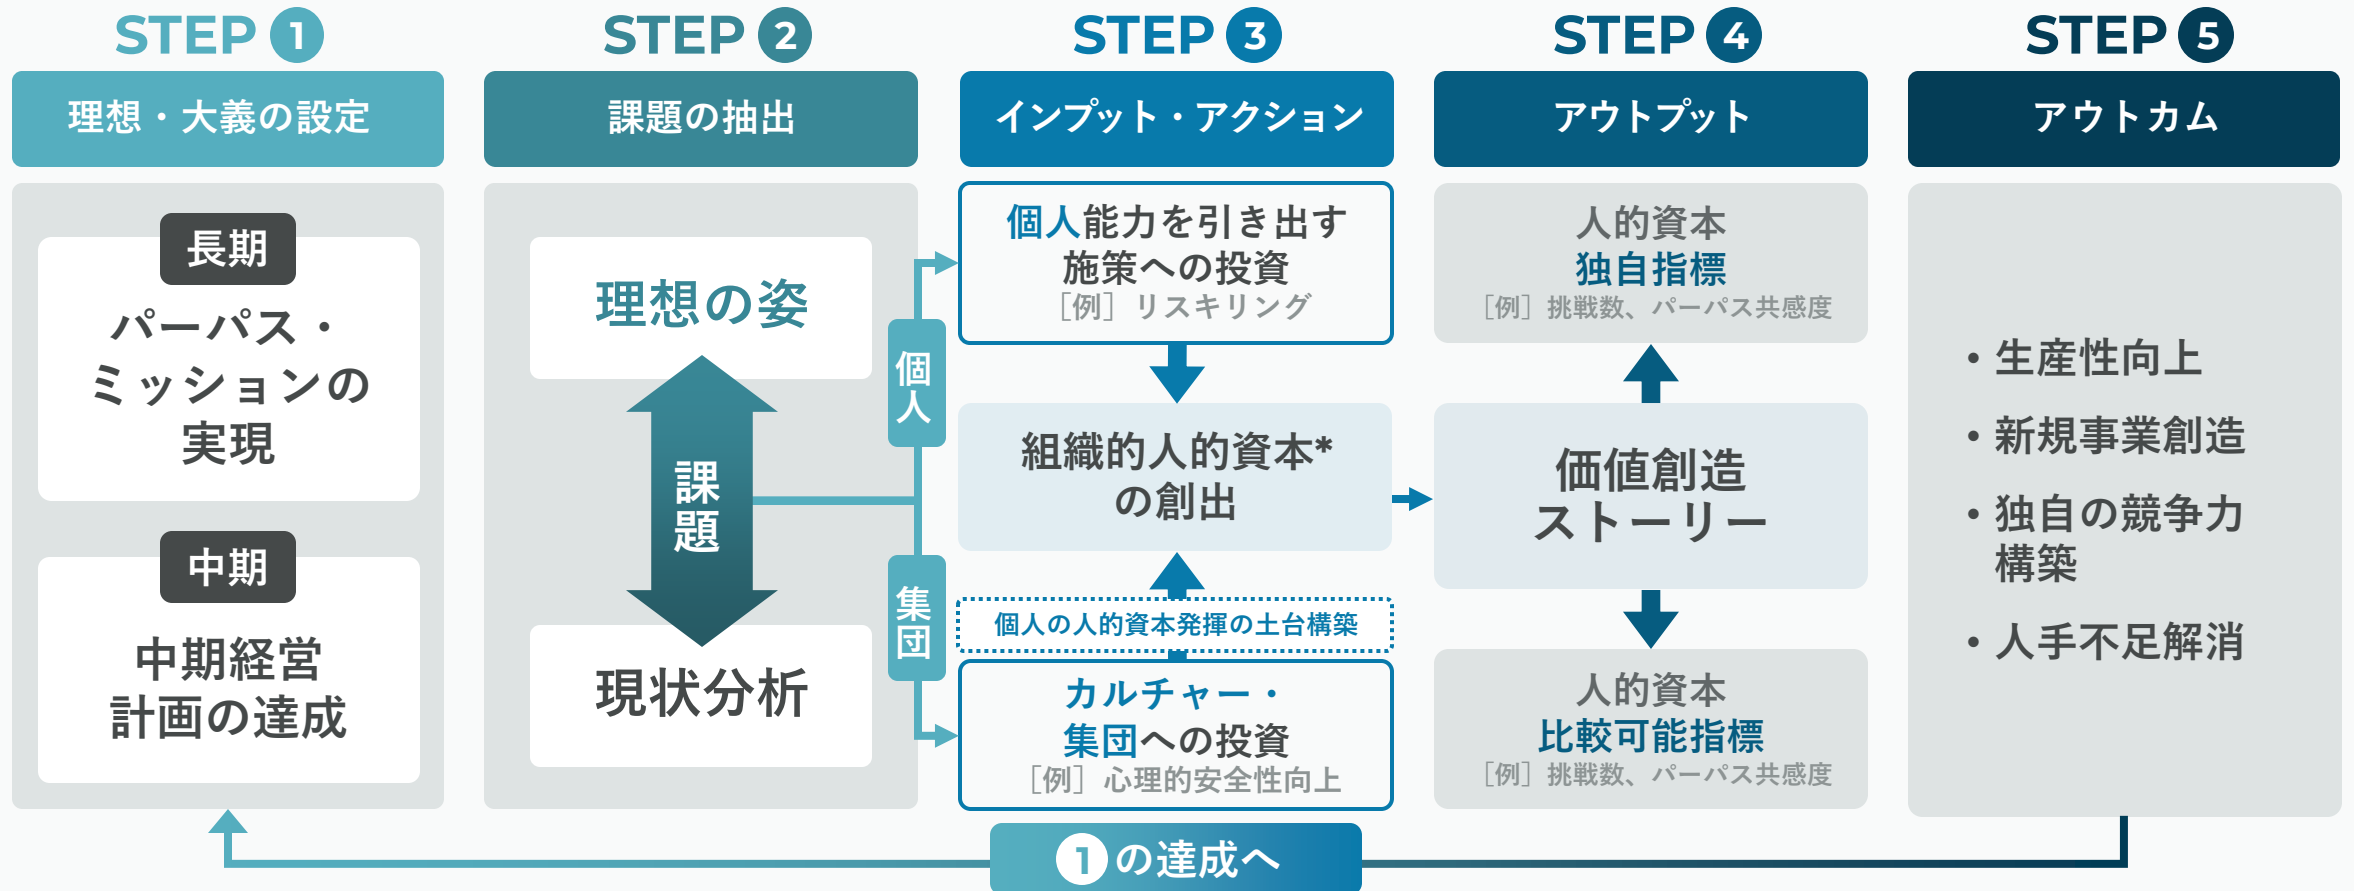 STEP 1
理想・大義の設定
長期
パーパス・
ミッションの
実現
中期
中期経営
計画の達成
STEP 2
課題の抽出
理想の姿
課題
現状分析
個人
集団
STEP 3
インプット・アクション
個人能力を引き出す
施策への投資
［例］リスキリング
組織的人的資本*
の創出
個人の人的資本発揮の土台構築
カルチャー・
集団への投資
［例］心理的安全性向上
STEP 4
アウトプット
人的資本
独自指標
［例］挑戦数、パーパス共感度
価値創造
ストーリー
人的資本
比較可能指標
［例］挑戦数、パーパス共感度
STEP 5
アウトカム
・生産性向上
・新規事業創造
・独自の競争力
構築
・人手不足解消
1の達成へ